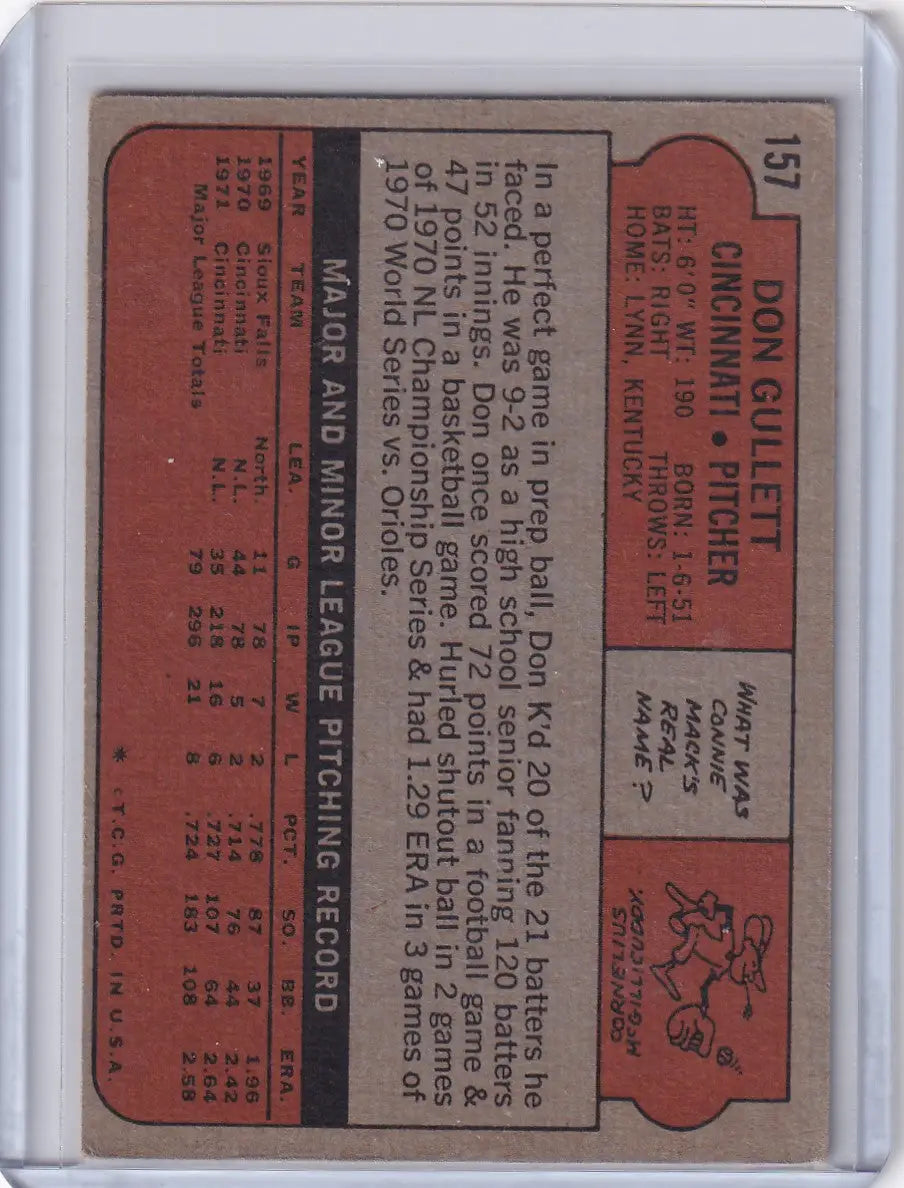 157
DON GULLETT
CINCINNATI • PITCHER
HT: 6'0" WT: 190 BORN: 1-6-51
BATS: RIGHT THROWS: LEFT
HOME: LYNN, KENTUCKY
WHAT WAS
CONNIE
MACK'S
REAL
NAME?
CORNELIUS
McGILLICUDDY.
In a perfect game in prep ball, Don K'd 20 of the 21 batters he
faced. He was 9-2 as a high school senior fanning 120 batters
in 52 innings. Don once scored 72 points in a football game &
47 points in a basketball game. Hurled shutout ball in 2 games
of 1970 NL Championship Series & had 1.29 ERA in 3 games of
1970 World Series vs. Orioles.
MAJOR AND MINOR LEAGUE PITCHING RECORD
YEAR TEAM LEA. G IP W L PCT. SO. BB. ERA.
1969 Sioux Falls North. 11 78 7 2 .778 87 37 1.96
1970 Cincinnati N.L. 44 78 5 2 .714 76 44 2.42
1971 Cincinnati N.L. 35 218 16 6 .727 107 64 2.64
Major League Totals 79 296 21 8 .724 183 108 2.58
* ©T.C.G. PRTD. IN U.S.A.